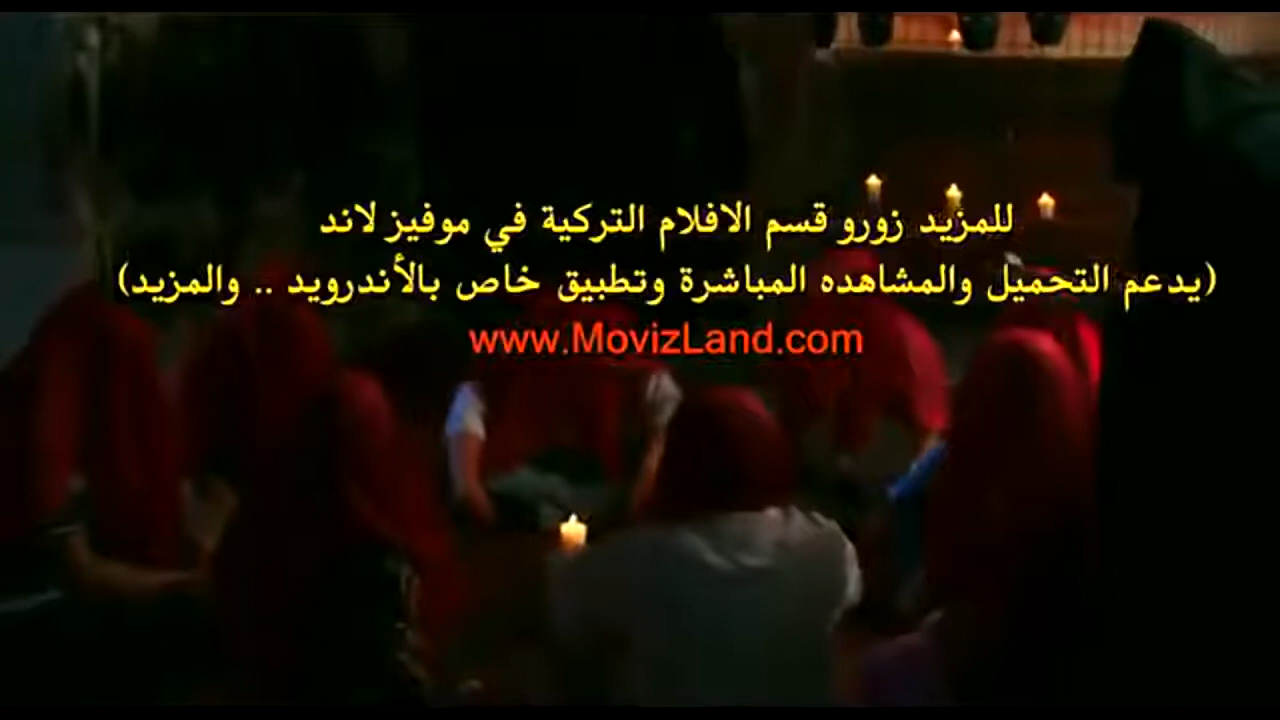 للمزيد زورو قسم الافلام التركية في موفيز لاند
(يدعم التحميل والمشاهده المباشرة وتطبيق خاص بالأندرويد .. والمزيد)
www.MovizLand.com